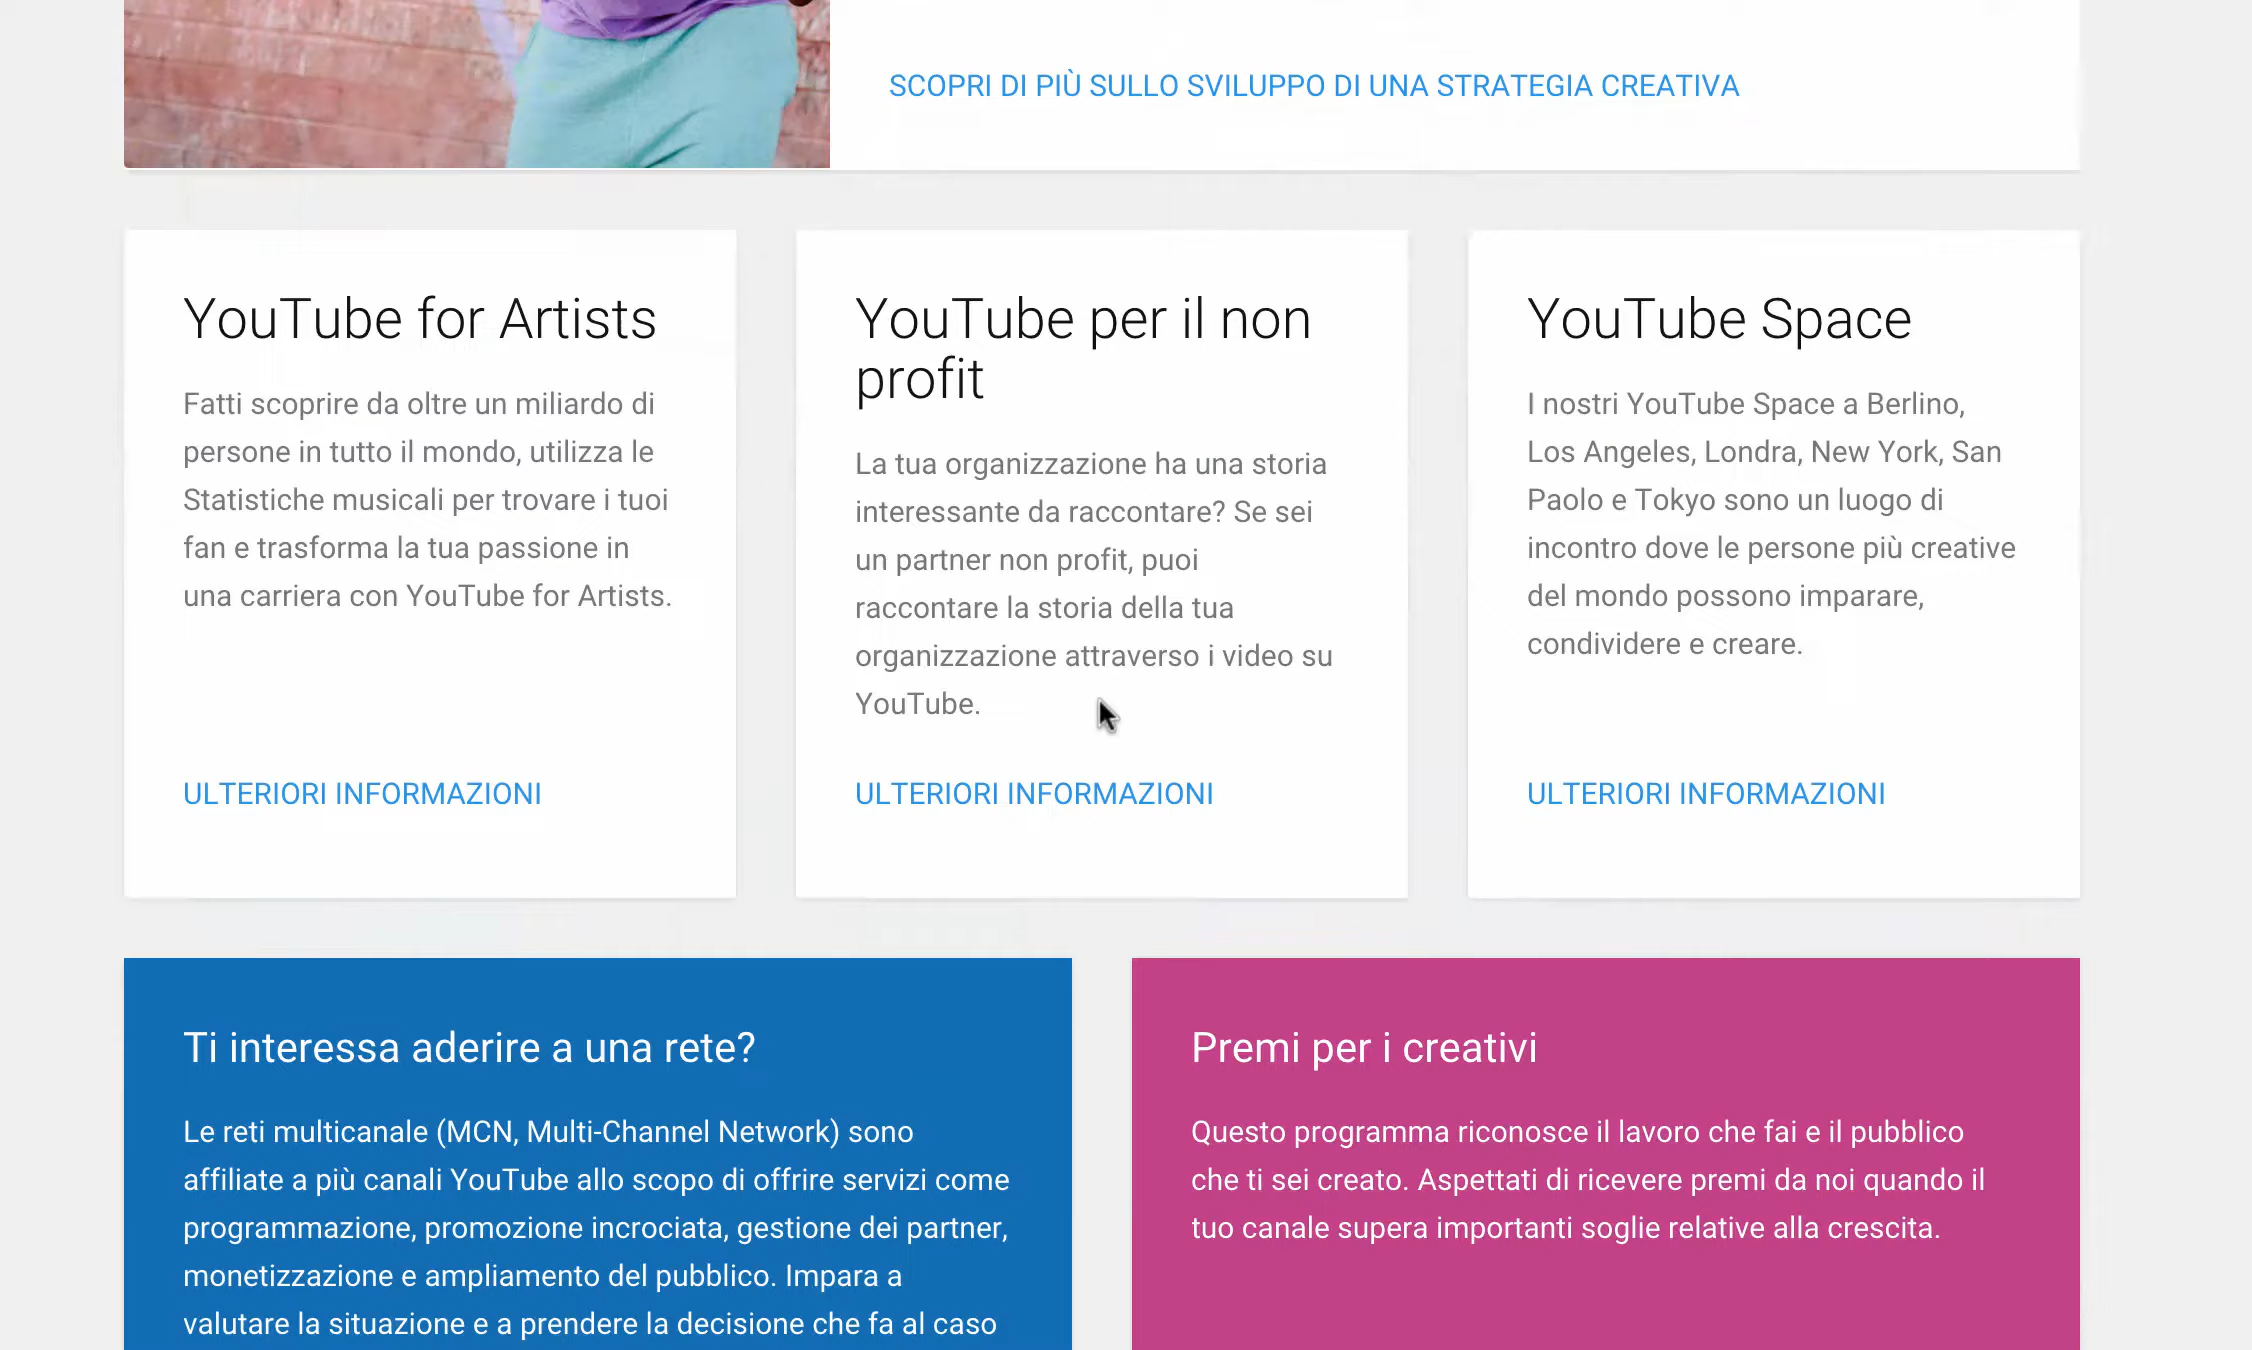 SCOPRI DI PIÙ SULLO SVILUPPO DI UNA STRATEGIA CREATIVA
YouTube for Artists
Fatti scoprire da oltre un miliardo di
persone in tutto il mondo, utilizza le
Statistiche musicali per trovare i tuoi
fan e trasforma la tua passione in
una carriera con YouTube for Artists.
ULTERIORI INFORMAZIONI
YouTube per il non
profit
La tua organizzazione ha una storia
interessante da raccontare? Se sei
un partner non profit, puoi
raccontare la storia della tua
organizzazione attraverso i video su
YouTube.
ULTERIORI INFORMAZIONI
YouTube Space
I nostri YouTube Space a Berlino,
Los Angeles, Londra, New York, San
Paolo e Tokyo sono un luogo di
incontro dove le persone più creative
del mondo possono imparare,
condividere e creare.
ULTERIORI INFORMAZIONI
Ti interessa aderire a una rete?
Le reti multicanale (MCN, Multi-Channel Network) sono
affiliate a più canali YouTube allo scopo di offrire servizi come
programmazione, promozione incrociata, gestione dei partner,
monetizzazione e ampliamento del pubblico. Impara a
valutare la situazione e a prendere la decisione che fa al caso
Premi per i creativi
Questo programma riconosce il lavoro che fai e il pubblico
che ti sei creato. Aspettati di ricevere premi da noi quando il
tuo canale supera importanti soglie relative alla crescita.